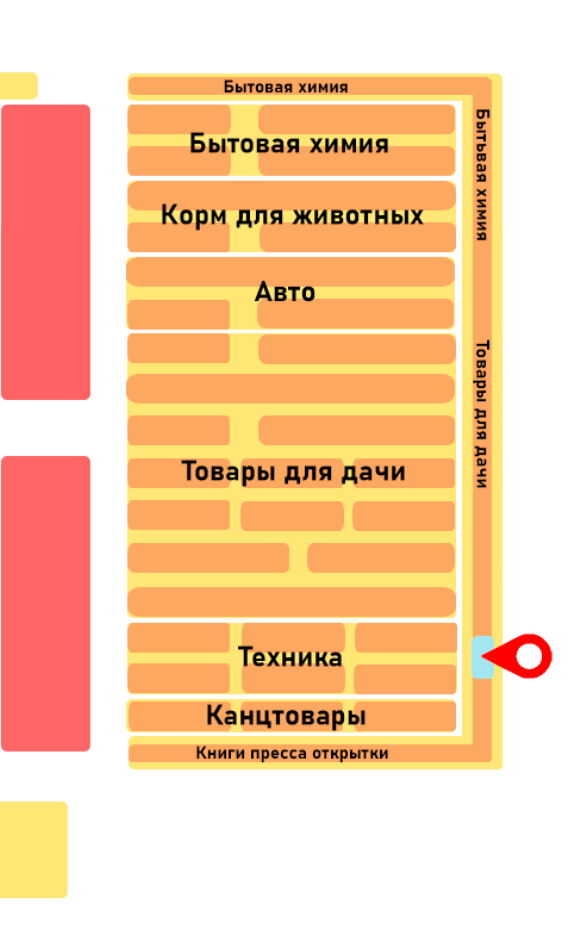 Бытовая химия
Бытовая химия
Бытьвая химия
Корм для животных
Авто
Товары для дачи
Товары для дачи
Техника
Канцтовары
Книги пресса открытки